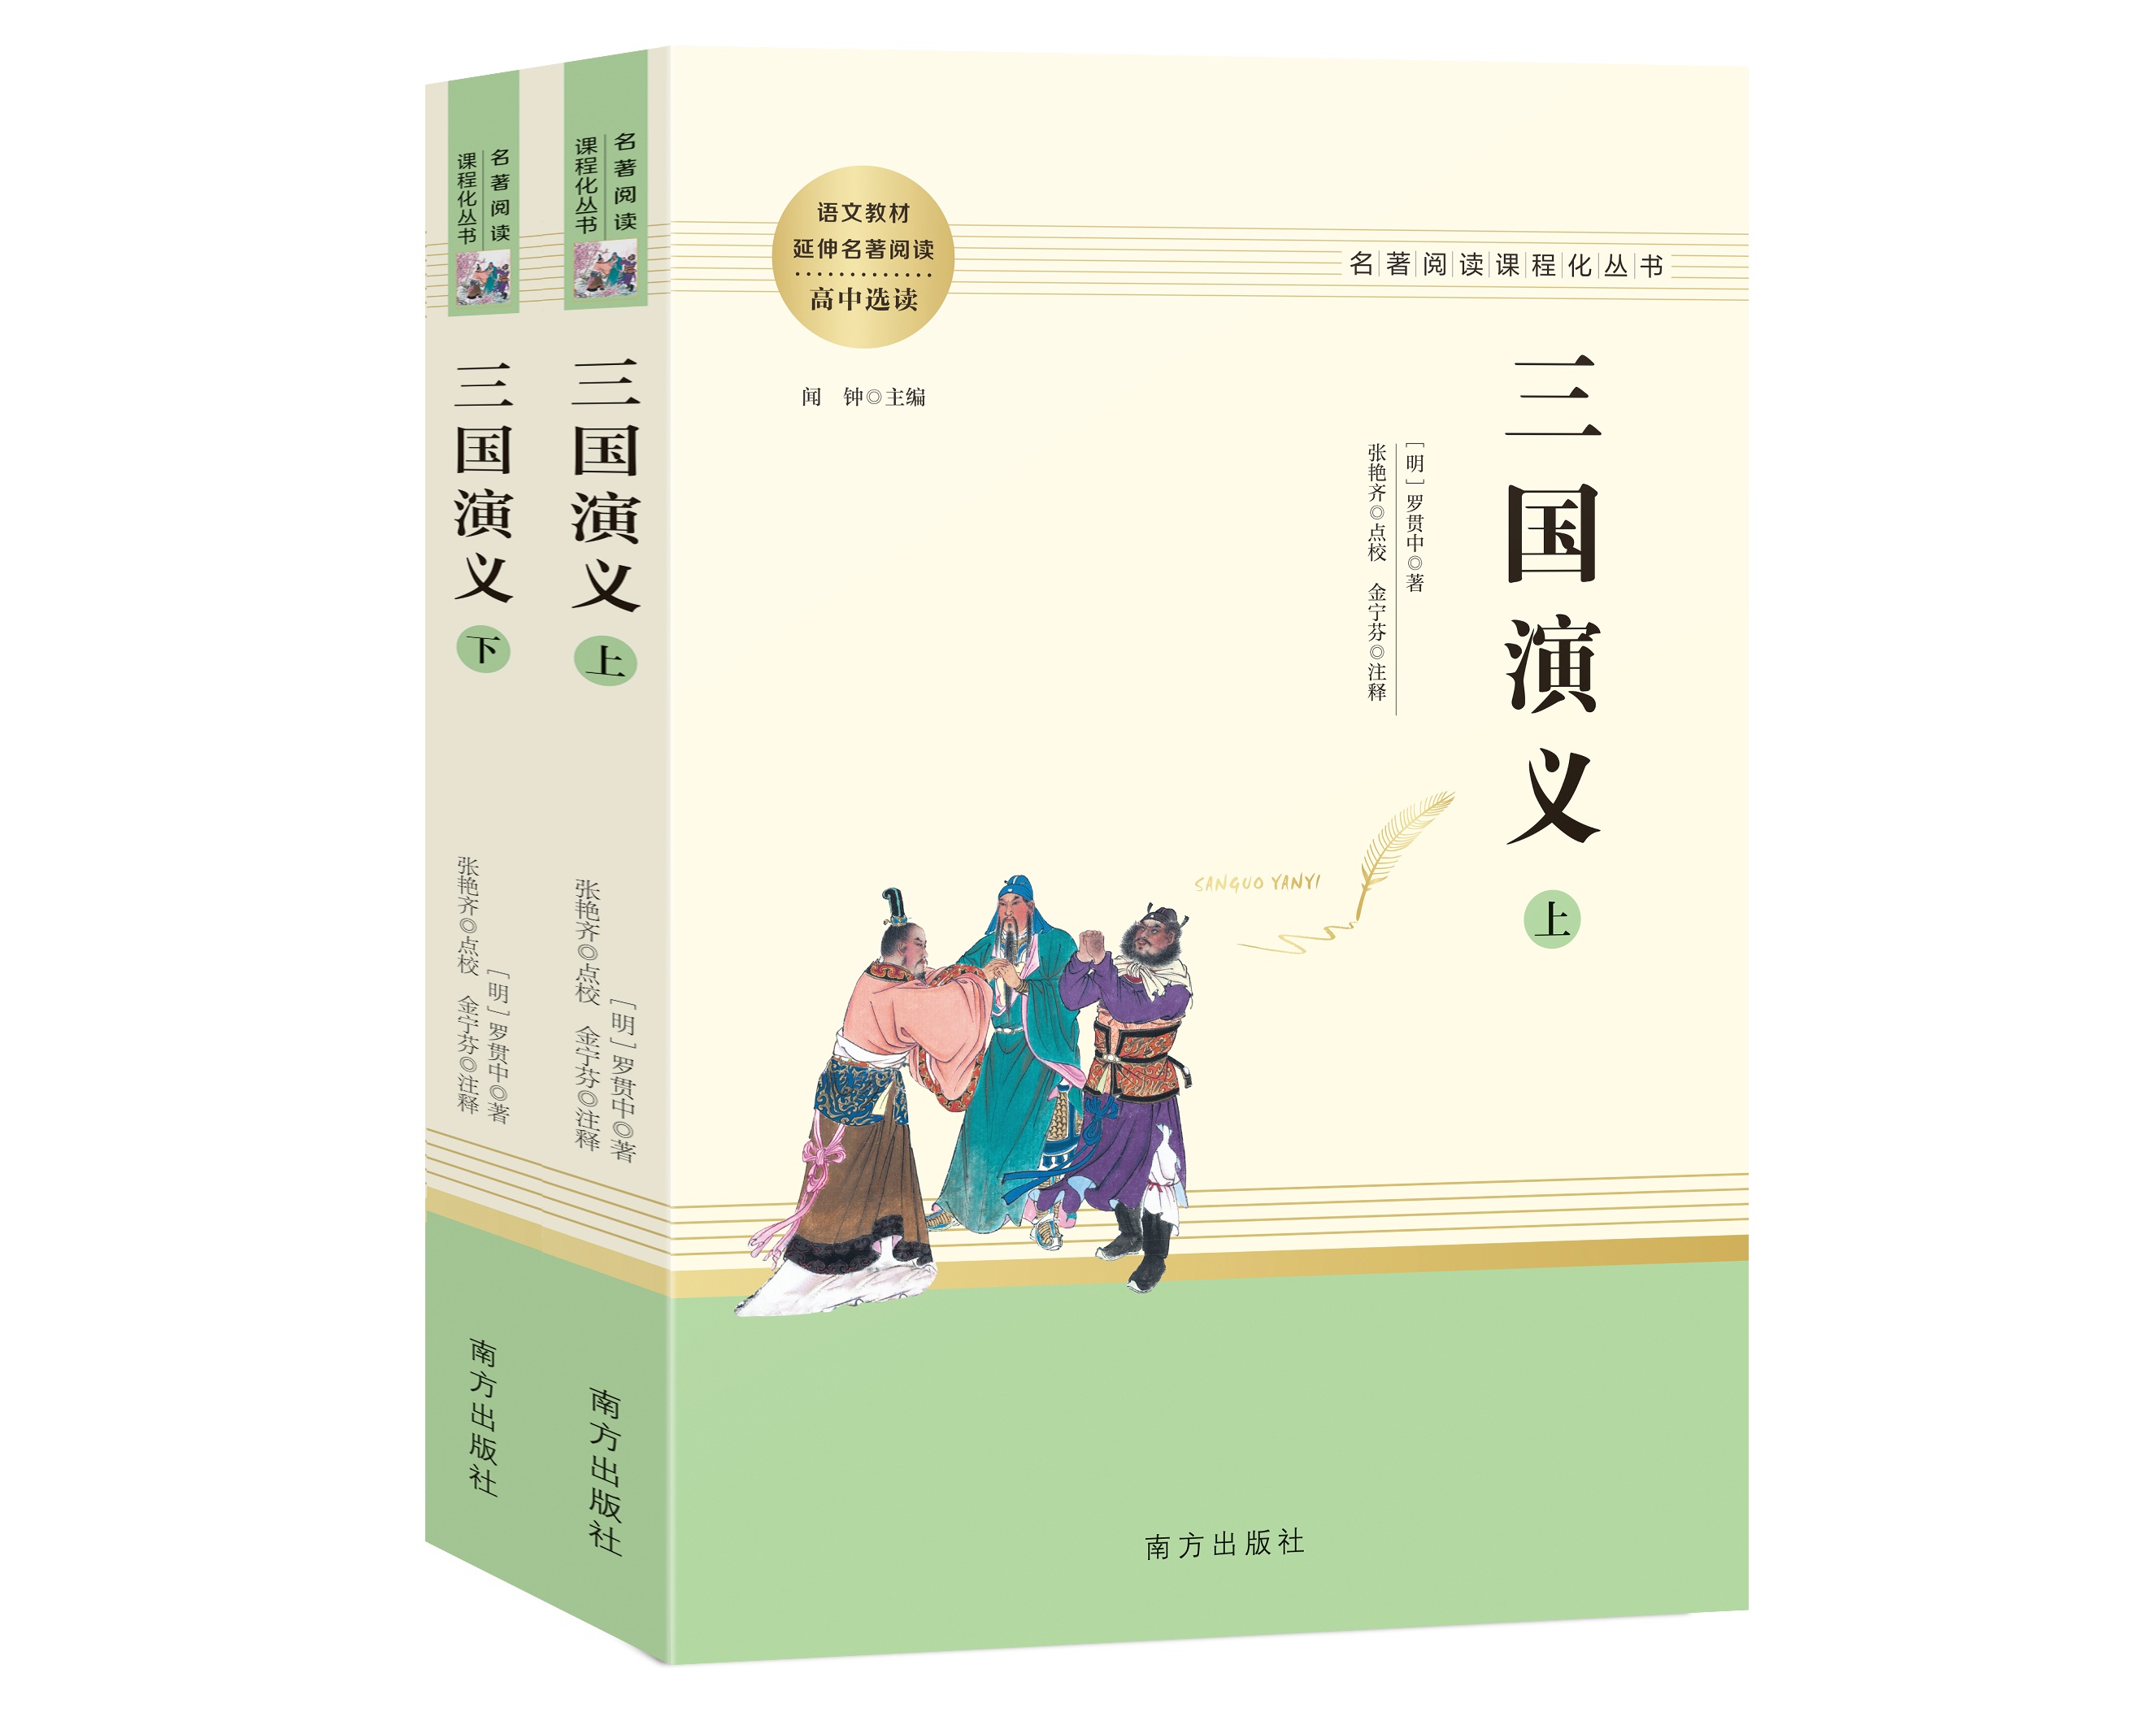 语文教材
延伸名著阅读
高中选读
名著阅读课程化丛书
闻 钟◎主编
三国演义
上
[明]罗贯中◎著
张艳齐◎点校 金宁芬◎注释
SANGUO YANYI
南方出版社
名著阅读
课程化丛书
三国演义
上
[明]罗贯中◎著
张艳齐◎点校 金宁芬◎注释
南方出版社
名著阅读
课程化丛书
三国演义
下
[明]罗贯中◎著
张艳齐◎点校 金宁芬◎注释
南方出版社